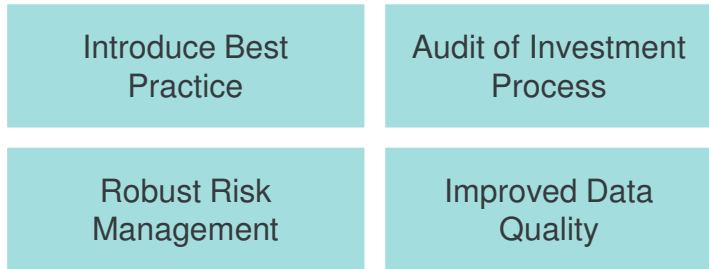 Introduce Best
Practice
Audit of Investment
Process
Robust Risk
Management
Improved Data
Quality